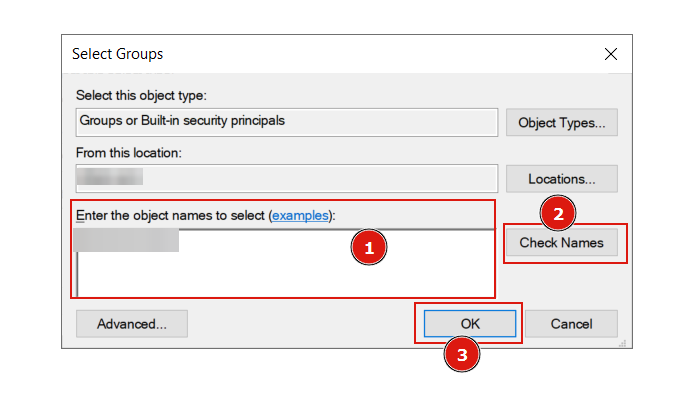 Select Groups
Select this object type:
Groups or Built-in security principals
Object Types...
From this location:
Locations...
2
Enter the object names to select (examples):
1
Check Names
Advanced...
OK
Cancel
3